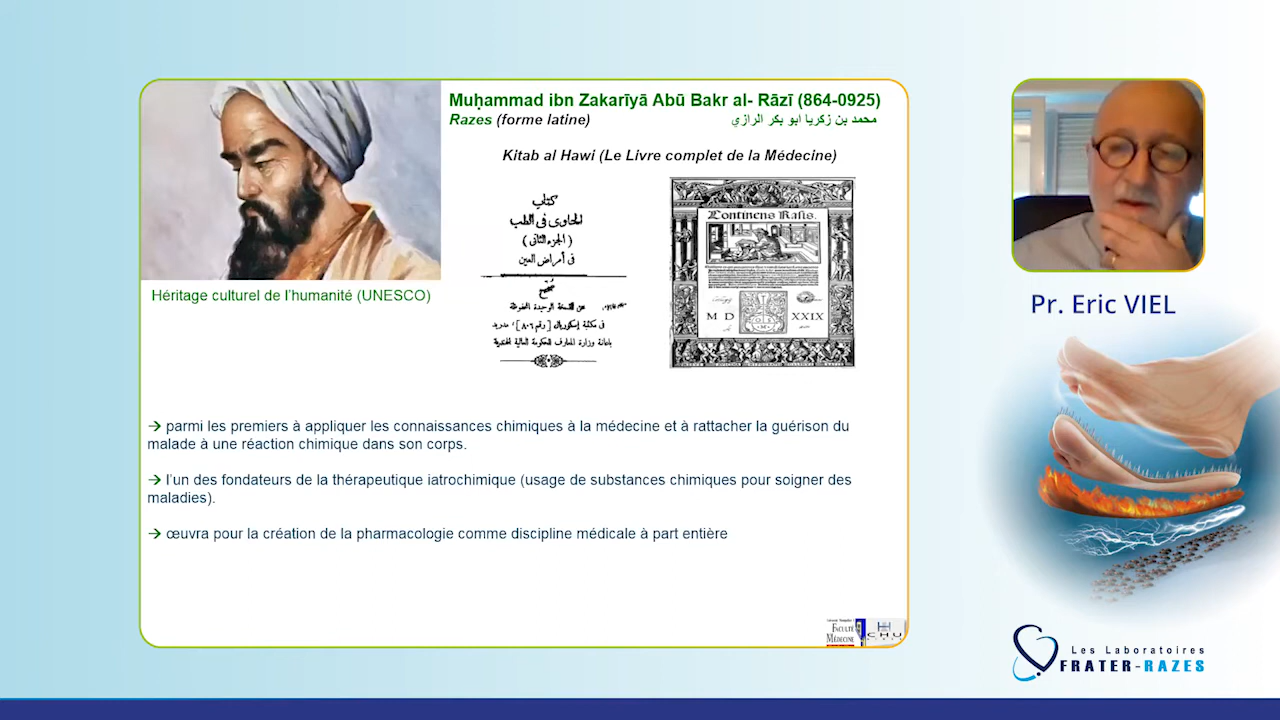 Muḥammad ibn Zakarīyā Abū Bakr al- Rāzī (864-0925)
Razes (forme latine)
محمد بن زكريا ابو بكر الرازي
Kitab al Hawi (Le Livre complet de la Médecine)
كتاب
الحاوى فى الطب
( الجزء الثانى )
فى أمراض العين
Continens Rasis.
M D XXIX
Héritage culturel de l’humanité (UNESCO)
→ parmi les premiers à appliquer les connaissances chimiques à la médecine et à rattacher la guérison du
malade à une réaction chimique dans son corps.
→ l’un des fondateurs de la thérapeutique iatrochimique (usage de substances chimiques pour soigner des
maladies).
→ œuvra pour la création de la pharmacologie comme discipline médicale à part entière
FACULTÉ
MÉDECINE
CHU
Pr. Eric VIEL
Les Laboratoires
FRATER-RAZES